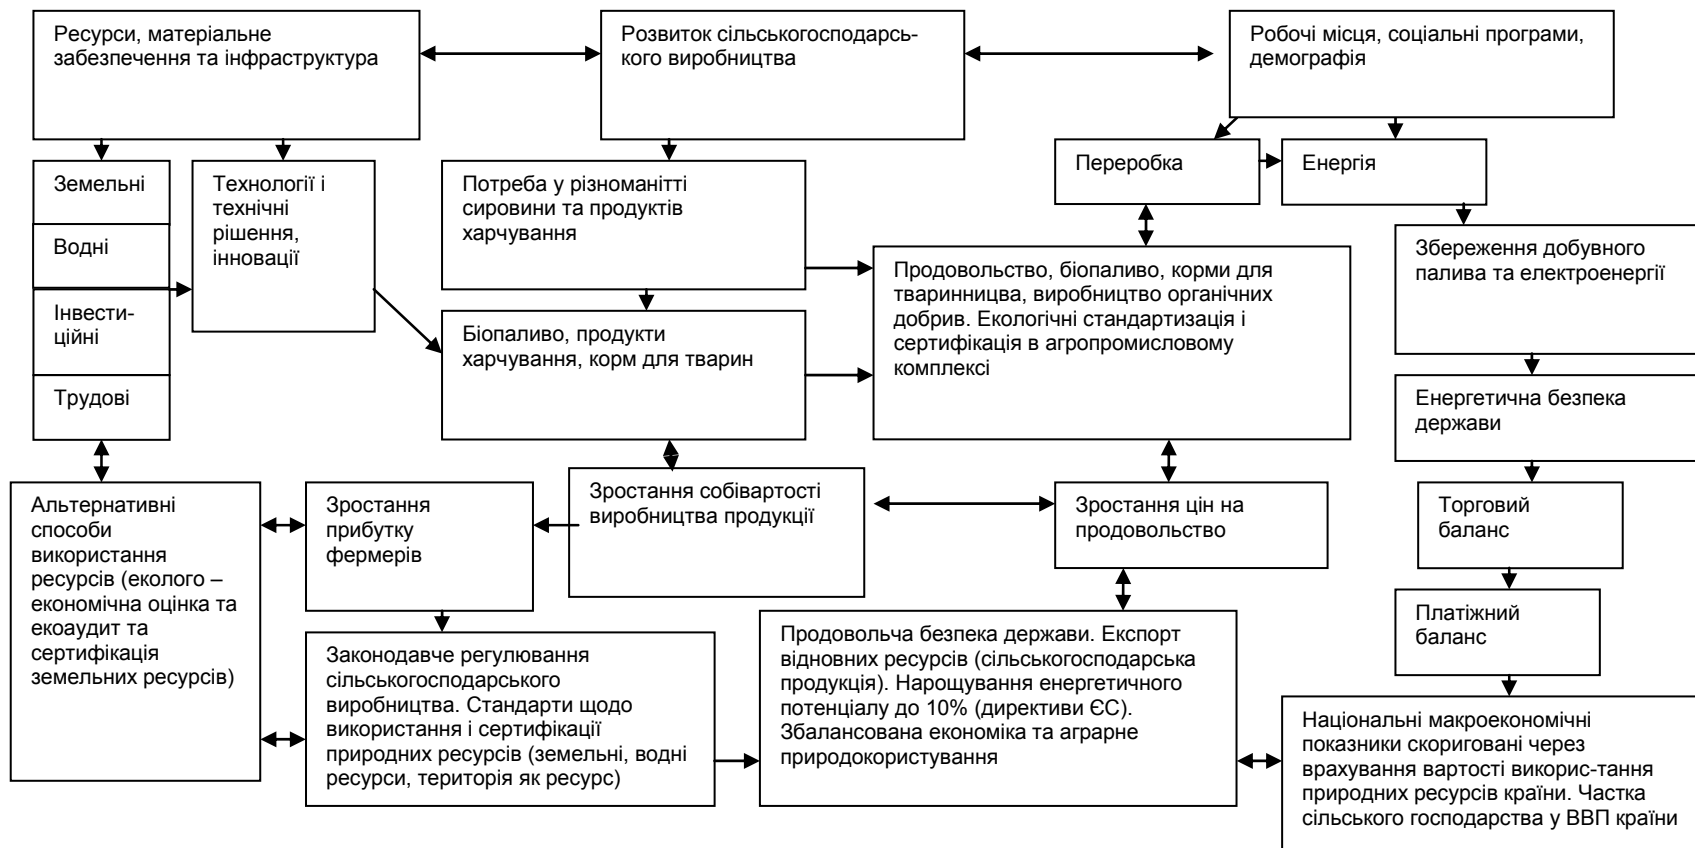 Ресурси, матеріальне
забезпечення та інфраструктура
Розвиток сільськогосподарсь-
кого виробництва
Робочі місця, соціальні програми,
демографія
Земельні
Водні
Інвести-
ційні
Трудові
Технології і
технічні
рішення,
інновації
Потреба у різноманітті
сировини та продуктів
харчування
Переробка
Енергія
Біопаливо, продукти
харчування, корм для тварин
Продовольство, біопаливо, корми для
тваринницва, виробництво органічних
добрив. Екологічні стандартизація і
сертифікація в агропромисловому
комплексі
Збереження добувного
палива та електроенергії
Енергетична безпека
держави
Альтернативні
способи
використання
ресурсів (еколого –
економічна оцінка та
екоаудит та
сертифікація
земельних ресурсів)
Зростання
прибутку
фермерів
Зростання собівартості
виробництва продукції
Зростання цін на
продовольство
Торговий
баланс
Платіжний
баланс
Законодавче регулювання
сільськогосподарського
виробництва. Стандарти щодо
використання і сертифікації
природних ресурсів (земельні, водні
ресурси, територія як ресурс)
Продовольча безпека держави. Експорт
відновних ресурсів (сільськогосподарська
продукція). Нарощування енергетичного
потенціалу до 10% (директиви ЄС).
Збалансована економіка та аграрне
природокористування
Національні макроекономічні
показники скориговані через
врахування вартості викорис-тання
природних ресурсів країни. Частка
сільського господарства у ВВП країни